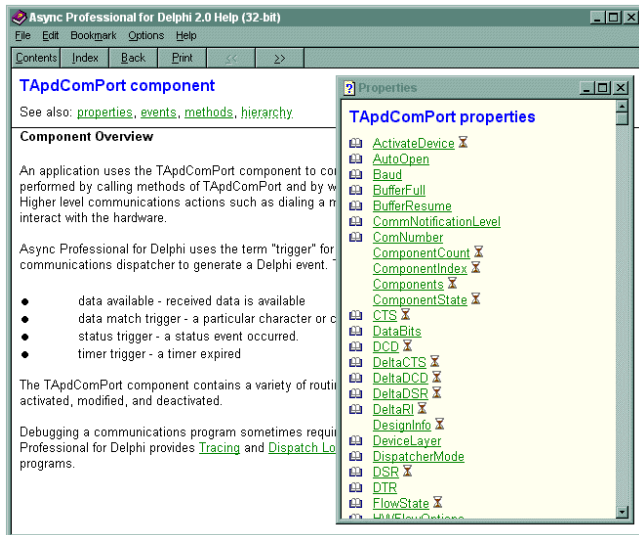 Async Professional for Delphi 2.0 Help (32-bit)
File Edit Bookmark Options Help
Contents Index Back Print << >>
TApdComPort component
See also: properties, events, methods, hierarchy
Component Overview
An application uses the TApdComPort component to co
performed by calling methods of TApdComPort and by w
Higher level communications actions such as dialing a m
interact with the hardware.
Async Professional for Delphi uses the term "trigger" for
communications dispatcher to generate a Delphi event. T
● data available - received data is available
● data match trigger - a particular character or c
● status trigger - a status event occurred.
● timer trigger - a timer expired
The TApdComPort component contains a variety of routi
activated, modified, and deactivated.
Debugging a communications program sometimes requi
Professional for Delphi provides Tracing and Dispatch Lo
programs.
Properties
TApdComPort properties
ActivateDevice
AutoOpen
Baud
BufferFull
BufferResume
CommNotificationLevel
ComNumber
ComponentCount
ComponentIndex
Components
ComponentState
CTS
DataBits
DCD
DeltaCTS
DeltaDCD
DeltaDSR
DeltaRI
DesignInfo
DeviceLayer
DispatcherMode
DSR
DTR
FlowState
HWFlowOptions